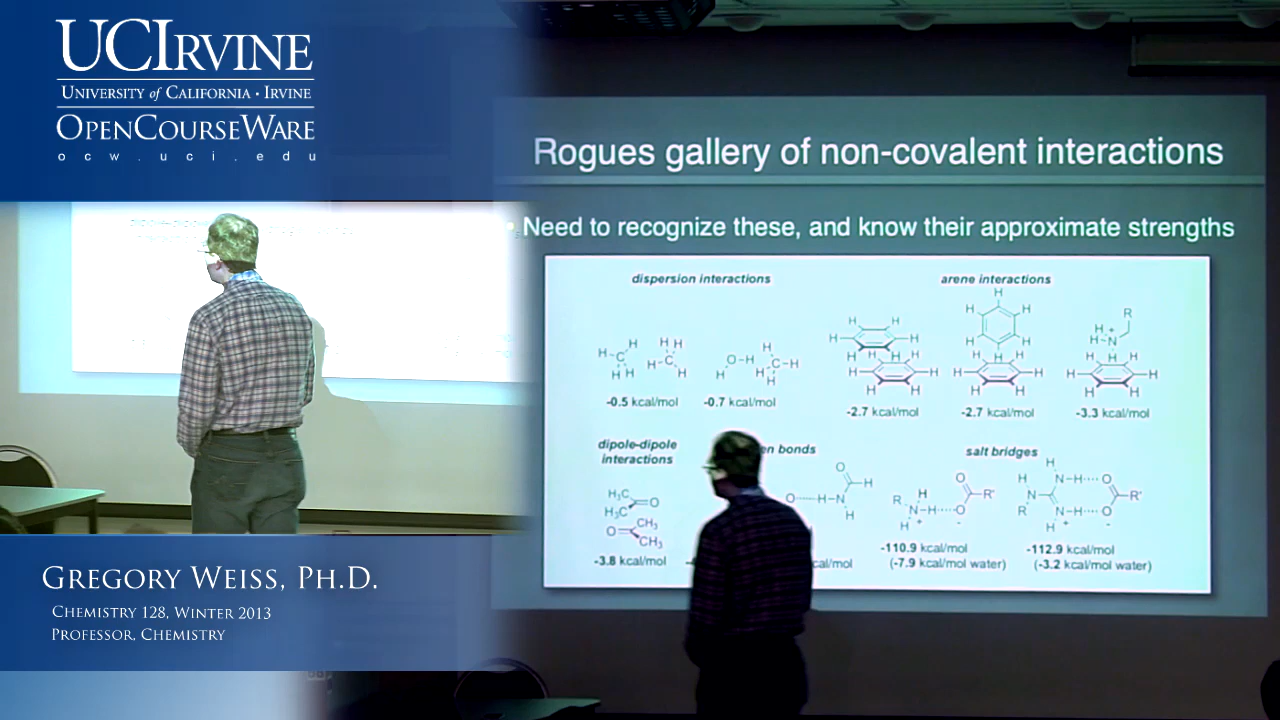 UCIRVINE
UNIVERSITY of CALIFORNIA · IRVINE
OPENCOURSEWARE
ocw.uci.edu
Rogues gallery of non-covalent interactions
Need to recognize these, and know their approximate strengths
dispersion interactions
arene interactions
-0.5 kcal/mol
-0.7 kcal/mol
-2.7 kcal/mol
-2.7 kcal/mol
-3.3 kcal/mol
dipole-dipole
interactions
bonds
salt bridges
-3.8 kcal/mol
-110.9 kcal/mol
(-7.9 kcal/mol water)
-112.9 kcal/mol
(-3.2 kcal/mol water)
GREGORY WEISS, PH.D.
CHEMISTRY 128, WINTER 2013
PROFESSOR, CHEMISTRY